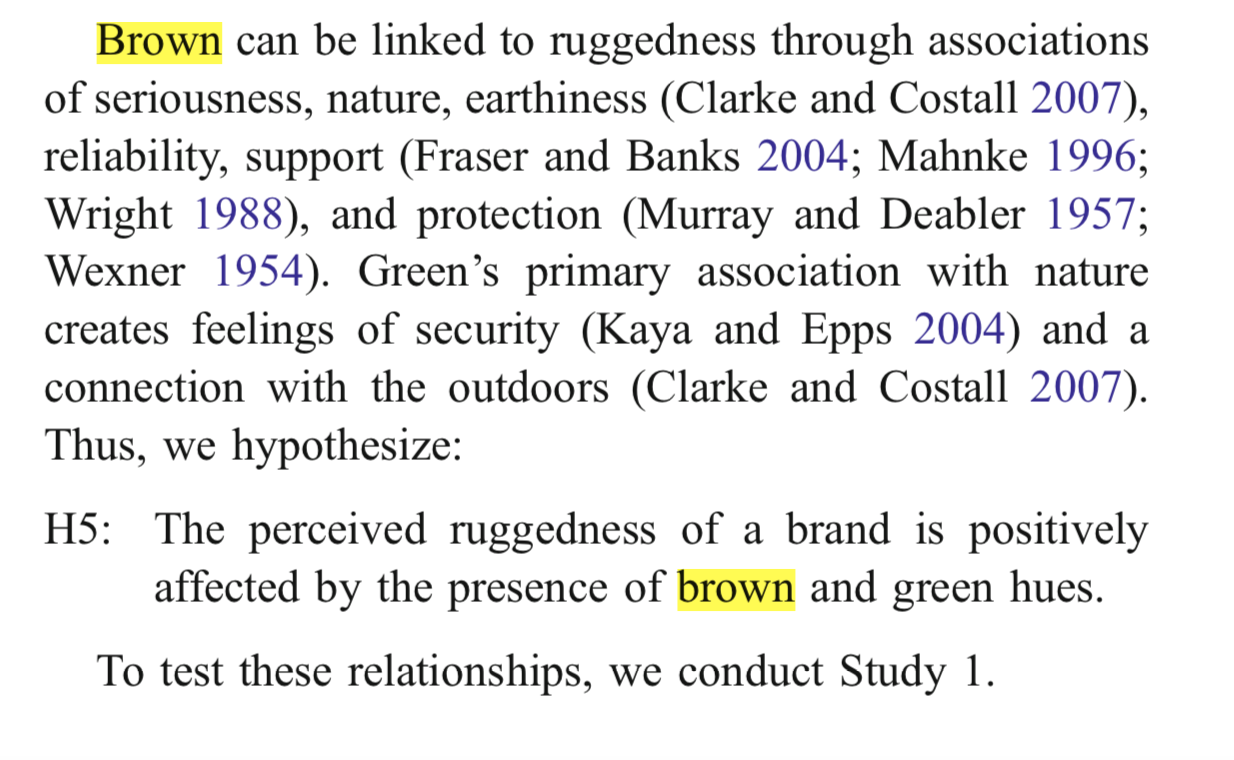 Brown can be linked to ruggedness through associations
of seriousness, nature, earthiness (Clarke and Costall 2007),
reliability, support (Fraser and Banks 2004; Mahnke 1996;
Wright 1988), and protection (Murray and Deabler 1957;
Wexner 1954). Green’s primary association with nature
creates feelings of security (Kaya and Epps 2004) and a
connection with the outdoors (Clarke and Costall 2007).
Thus, we hypothesize:
H5: The perceived ruggedness of a brand is positively
affected by the presence of brown and green hues.
To test these relationships, we conduct Study 1.